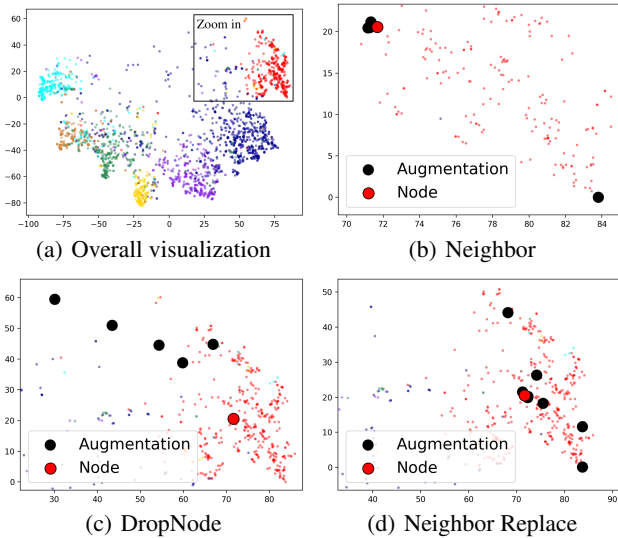 Zoom in
60
40
20
0
−20
−40
−60
−80
−100 −75 −50 −25 0 25 50 75
(a) Overall visualization
20
15
10
5
0
Augmentation
Node
70 72 74 76 78 80 82 84
(b) Neighbor
60
50
40
30
20
10
0
Augmentation
Node
30 40 50 60 70 80
(c) DropNode
50
40
30
20
10
0
Augmentation
Node
40 50 60 70 80 90
(d) Neighbor Replace